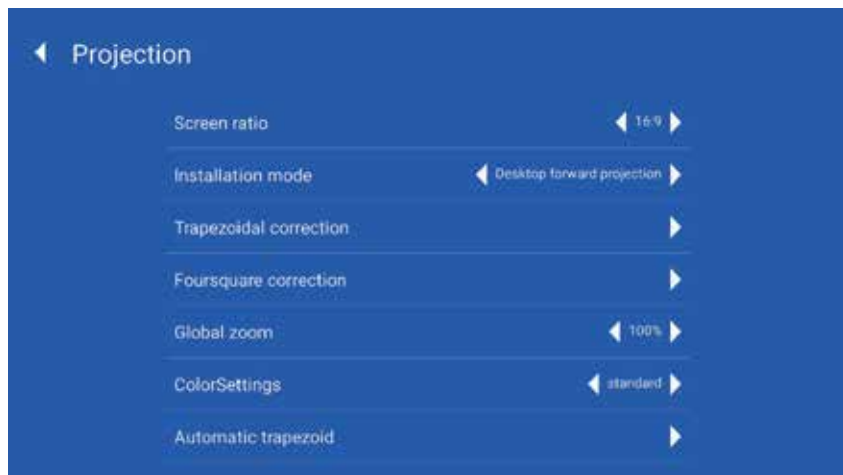 Projection
Screen ratio 16:9
Installation mode Desktop forward projection
Trapezoidal correction
Foursquare correction
Global zoom 100%
ColorSettings standard
Automatic trapezoid